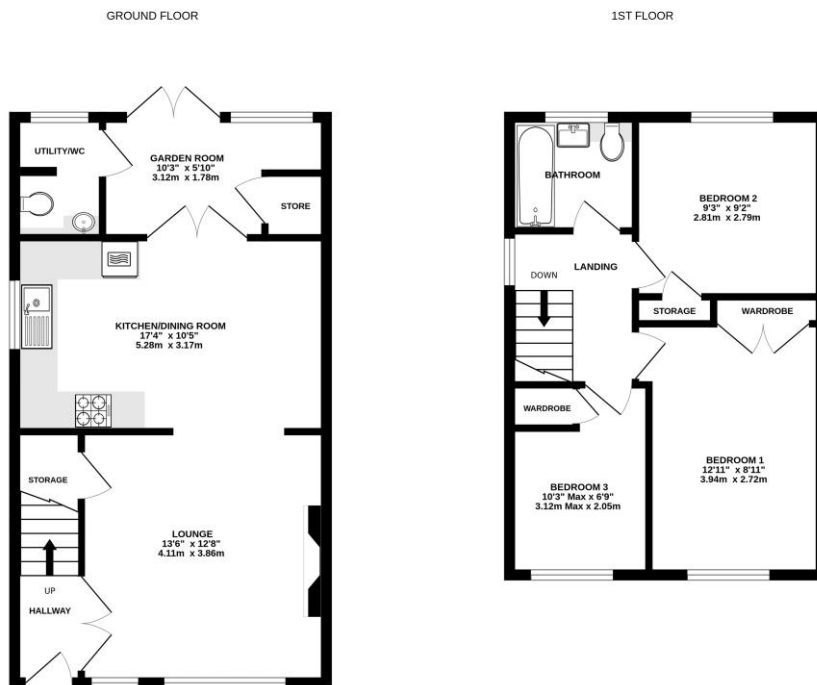 GROUND FLOOR
UTILITY/WC
GARDEN ROOM
10'3" x 5'10"
3.12m x 1.78m
STORE
KITCHEN/DINING ROOM
17'4" x 10'5"
5.28m x 3.17m
STORAGE
LOUNGE
13'6" x 12'8"
4.11m x 3.86m
UP
HALLWAY
1ST FLOOR
BATHROOM
BEDROOM 2
9'3" x 9'2"
2.81m x 2.79m
LANDING
DOWN
STORAGE
WARDROBE
WARDROBE
BEDROOM 1
12'11" x 8'11"
3.94m x 2.72m
BEDROOM 3
10'3" Max x 6'9"
3.12m Max x 2.05m